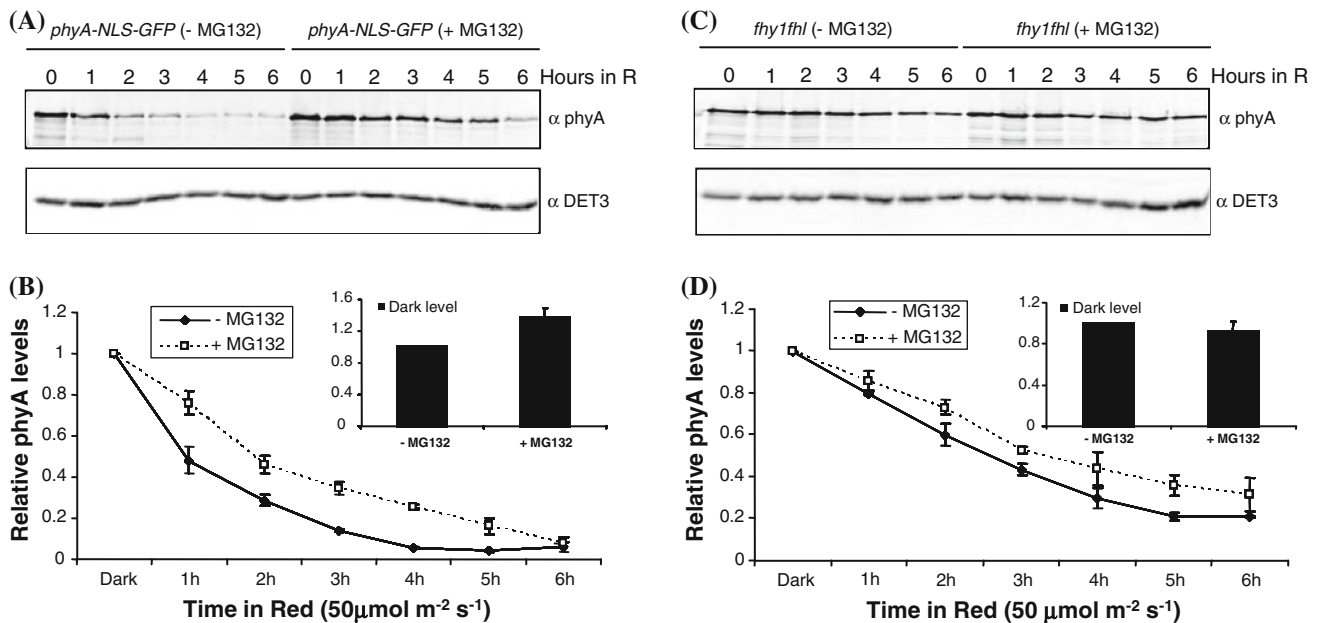 (A)
phyA-NLS-GFP (- MG132) phyA-NLS-GFP (+ MG132)
0 1 2 3 4 5 6 0 1 2 3 4 5 6 Hours in R
α phyA
α DET3
(B)
Relative phyA levels
1.2
1
0.8
0.6
0.4
0.2
0
- MG132
+ MG132
Dark level
1.6
1.2
0.8
0.4
0
- MG132 + MG132
Dark 1h 2h 3h 4h 5h 6h
Time in Red (50μmol m-2 s-1)
(C)
fhy1fhl (- MG132) fhy1fhl (+ MG132)
0 1 2 3 4 5 6 0 1 2 3 4 5 6 Hours in R
α phyA
α DET3
(D)
Relative phyA levels
1.2
1
0.8
0.6
0.4
0.2
0
- MG132
+ MG132
Dark level
1.2
0.8
0.4
0
- MG132 + MG132
Dark 1h 2h 3h 4h 5h 6h
Time in Red (50 μmol m-2 s-1)